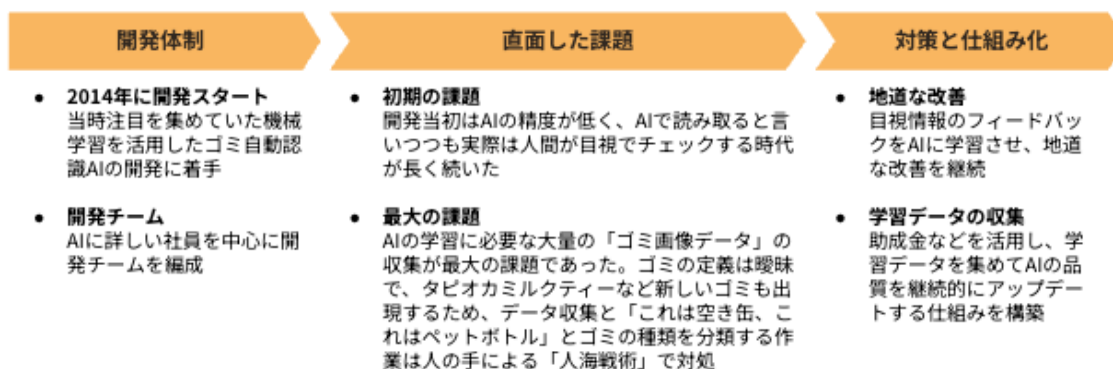 開発体制
直面した課題
対策と仕組み化
● 2014年に開発スタート
当時注目を集めていた機械
学習を活用したゴミ自動認
識AIの開発に着手
● 開発チーム
AIに詳しい社員を中心に開
発チームを編成
● 初期の課題
開発当初はAIの精度が低く、AIで読み取ると言
いつつも実際は人間が目視でチェックする時代
が長く続いた
● 最大の課題
AIの学習に必要な大量の「ゴミ画像データ」の
収集が最大の課題であった。ゴミの定義は曖昧
で、タピオカミルクティーなど新しいゴミも出
現するため、データ収集と「これは空き缶、こ
れはペットボトル」とゴミの種類を分類する作
業は人の手による「人海戦術」で対処
● 地道な改善
目視情報のフィードバッ
クをAIに学習させ、地道
な改善を継続
● 学習データの収集
助成金などを活用し、学
習データを集めてAIの品
質を継続的にアップデー
トする仕組みを構築